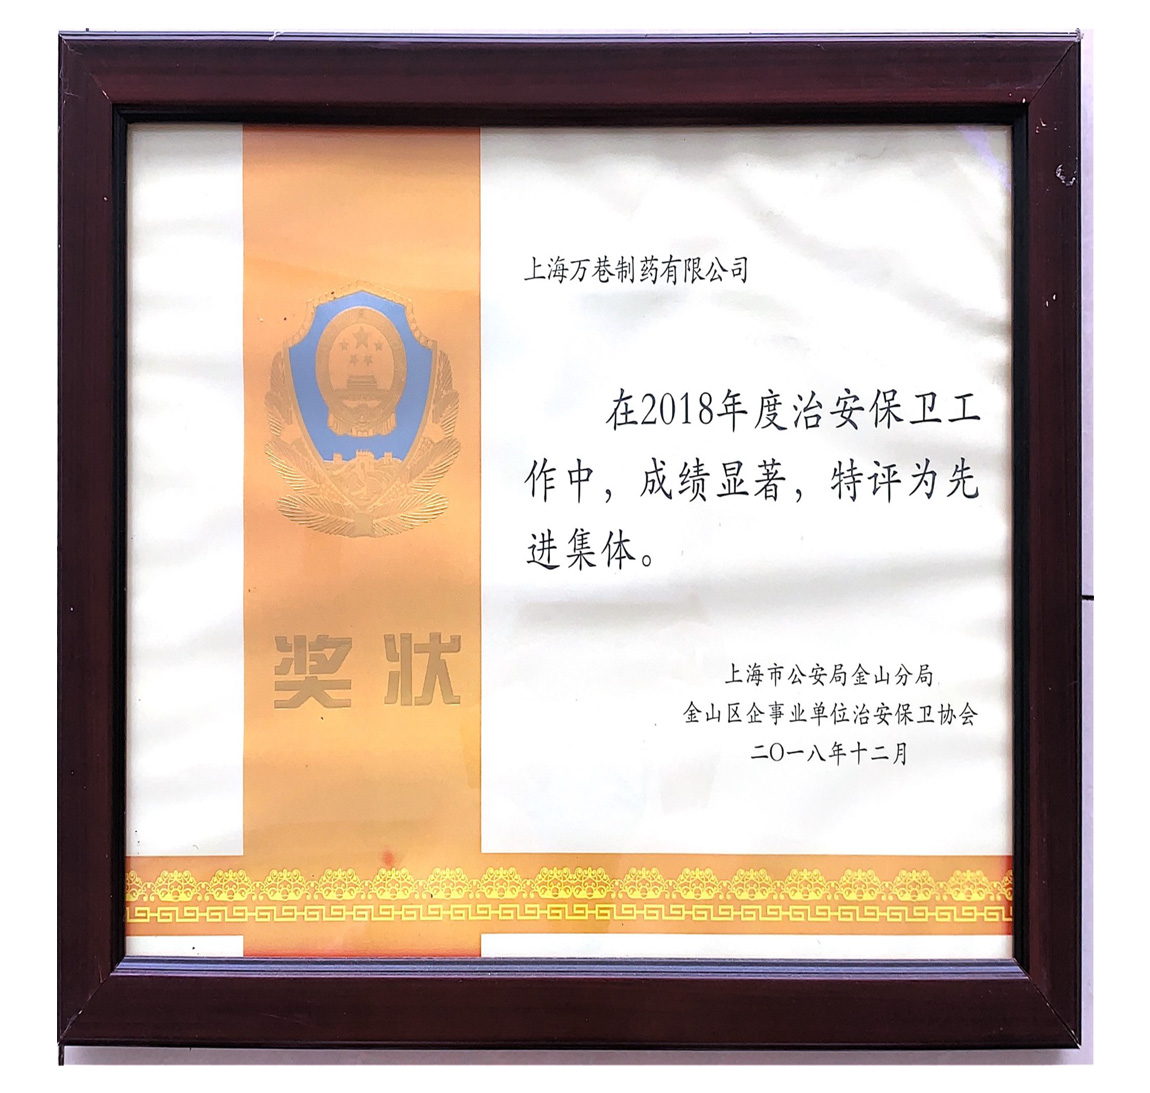 上海万巷制药有限公司
在2018年度治安保卫工
作中，成绩显著，特评为先
进集体。
奖状
上海市公安局金山分局
金山区企事业单位治安保卫协会
二〇一八年十二月